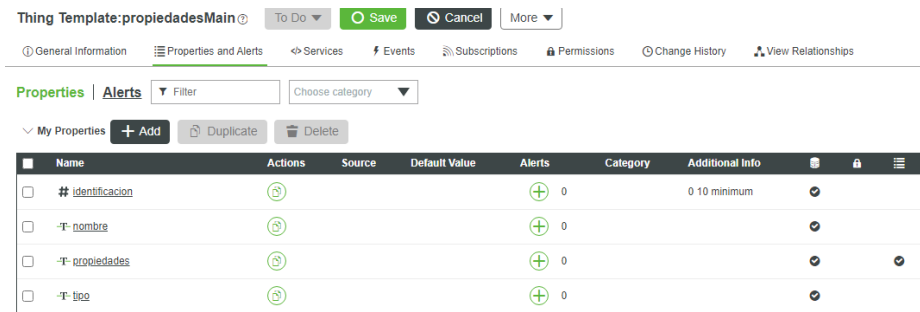 Thing Template:propiedadesMain To Do Save Cancel More
General Information Properties and Alerts Services Events Subscriptions Permissions Change History View Relationships
Properties | Alerts Filter Choose category
My Properties + Add Duplicate Delete
Name Actions Source Default Value Alerts Category Additional Info
# identificacion 0 0 10 minimum
T nombre 0
T propiedades 0
T tipo 0